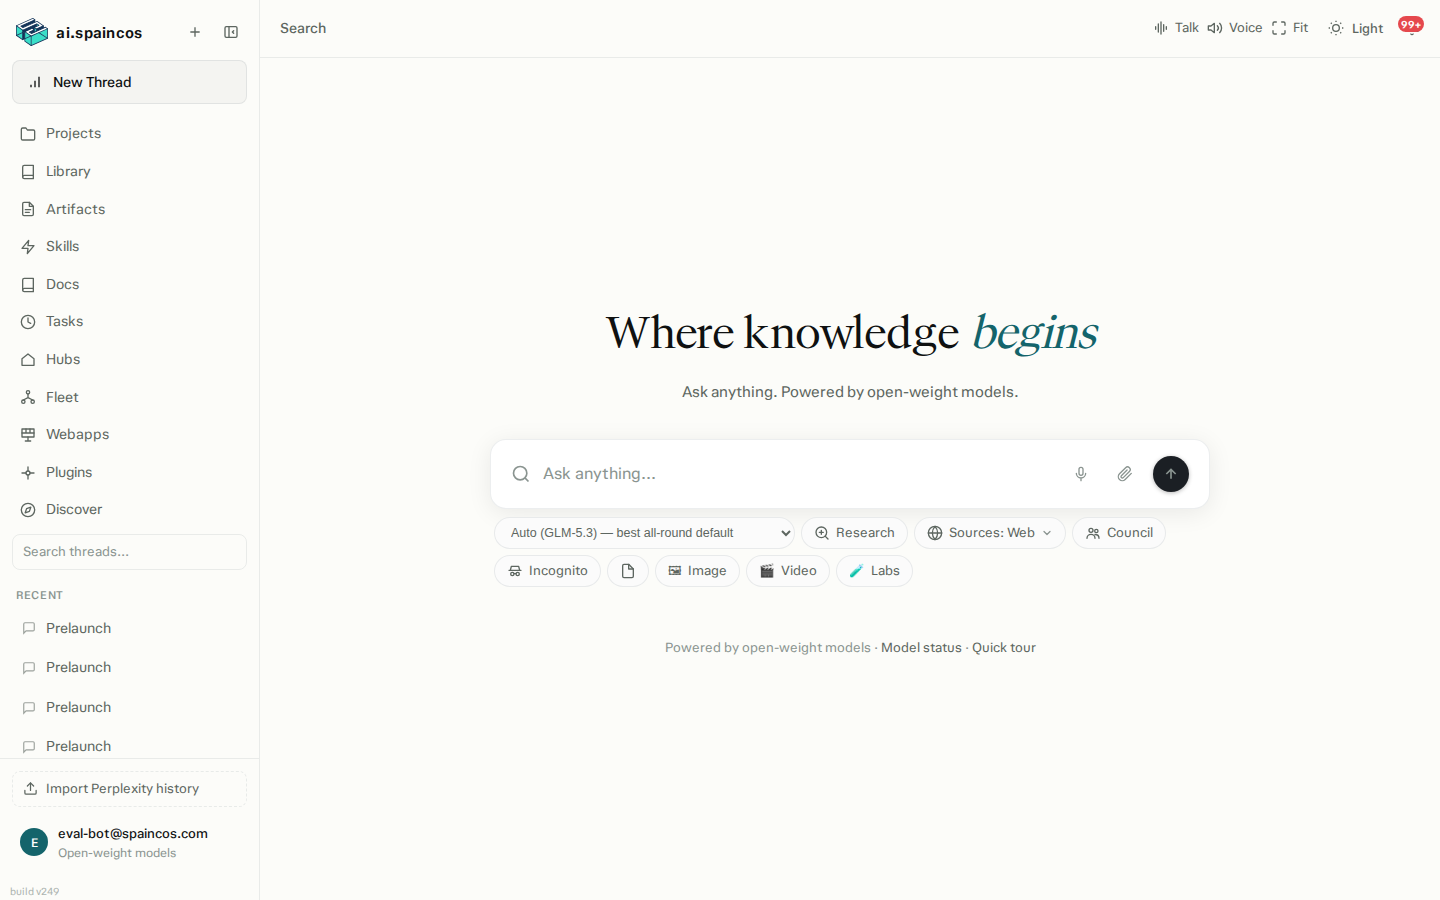 ai.spaincos
New Thread
Projects
Library
Artifacts
Skills
Docs
Tasks
Hubs
Fleet
Webapps
Plugins
Discover
Search threads...
RECENT
Prelaunch
Prelaunch
Prelaunch
Prelaunch
Import Perplexity history
E
eval-bot@spaincos.com
Open-weight models
build v249
Search
Talk
Voice
Fit
Light
99+
Where knowledge begins
Ask anything. Powered by open-weight models.
Ask anything...
Auto (GLM-5.3) — best all-round default
Research
Sources: Web
Council
Incognito
Image
Video
Labs
Powered by open-weight models · Model status · Quick tour